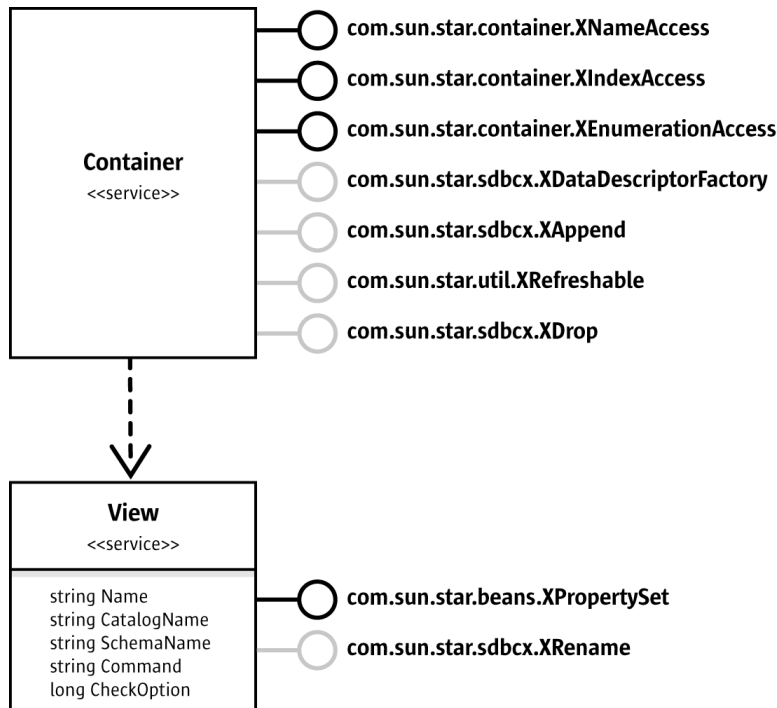 com.sun.star.container.XNameAccess
com.sun.star.container.XIndexAccess
com.sun.star.container.XEnumerationAccess
Container
<<service>>
com.sun.star.sdbcx.XDataDescriptorFactory
com.sun.star.sdbcx.XAppend
com.sun.star.util.XRefreshable
com.sun.star.sdbcx.XDrop
View
<<service>>
string Name
string CatalogName
string SchemaName
string Command
long CheckOption
com.sun.star.beans.XPropertySet
com.sun.star.sdbcx.XRename